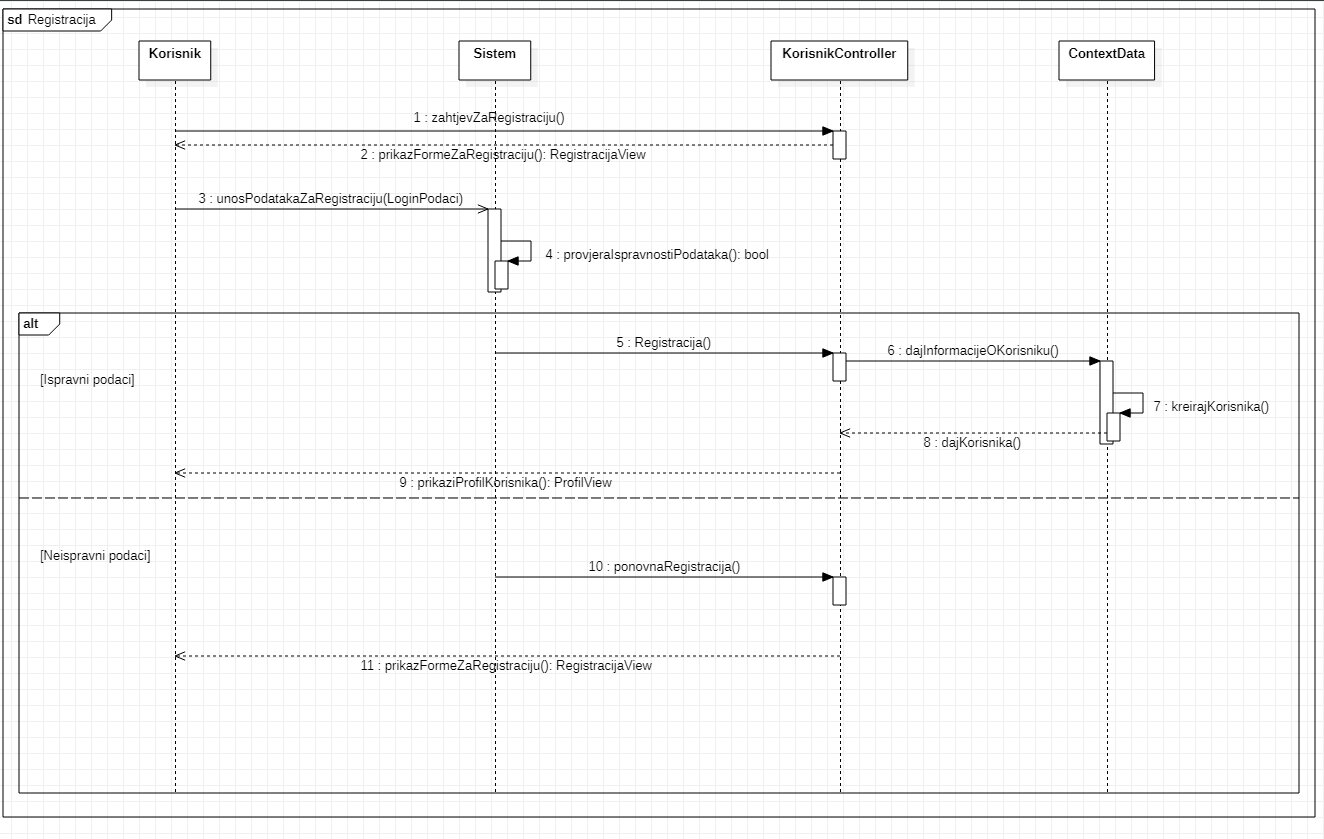 sd Registracija
Korisnik
Sistem
KorisnikController
ContextData
1 : zahtjevZaRegistraciju()
2 : prikazFormeZaRegistraciju(): RegistracijaView
3 : unosPodatakaZaRegistraciju(LoginPodaci)
4 : provjeraIspravnostiPodataka(): bool
alt
5 : Registracija()
6 : dajInformacijeOKorisniku()
[Ispravni podaci]
7 : kreirajKorisnika()
8 : dajKorisnika()
9 : prikaziProfilKorisnika(): ProfilView
[Neispravni podaci]
10 : ponovnaRegistracija()
11 : prikazFormeZaRegistraciju(): RegistracijaView